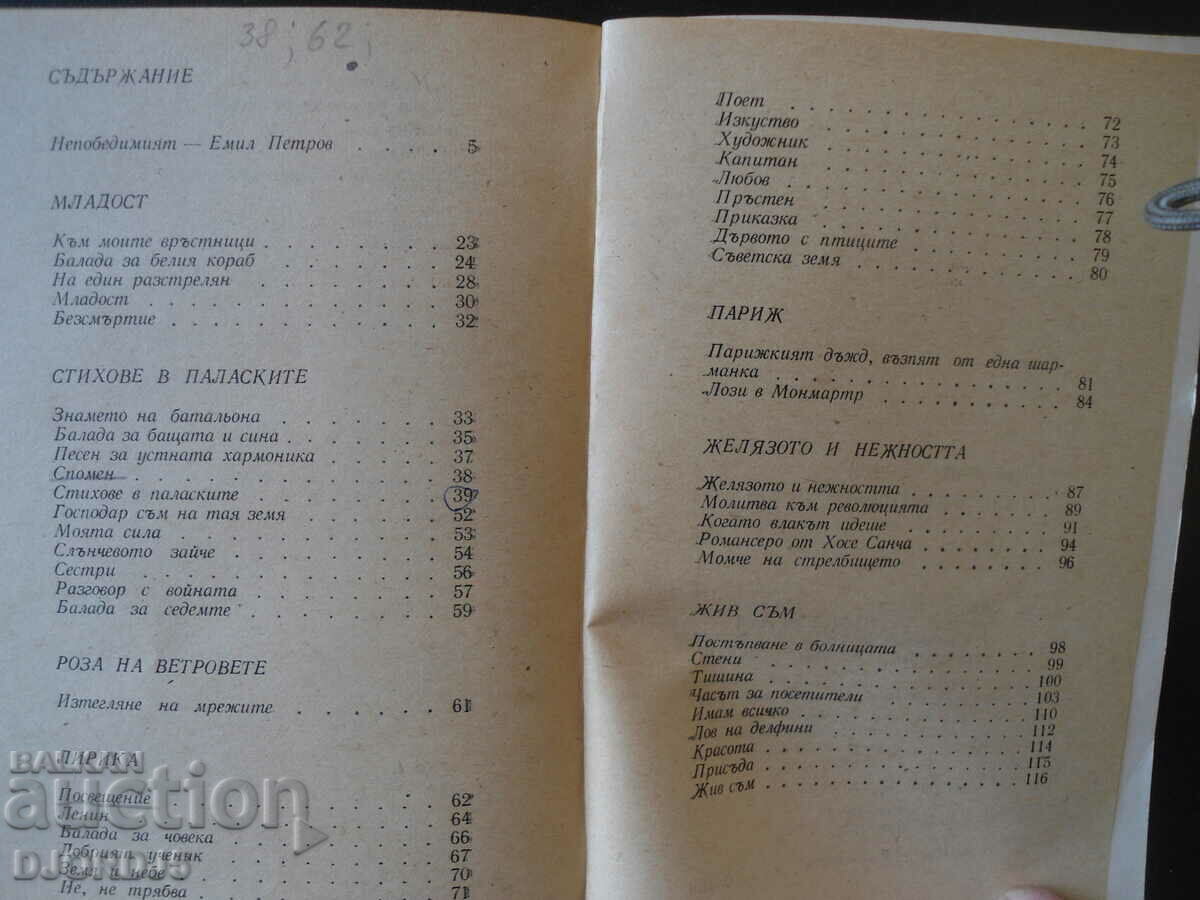 38; 62;
СЪДЪРЖАНИЕ
Непобедимият — Емил Петров . . . . 5
МЛАДОСТ
Към моите връстници . . . . . . . . 23
Балада за белия кораб . . . . . . . 24
На един разстрелян . . . . . . . . 28
Младост . . . . . . . . . . . . 30
Безсмъртие . . . . . . . . . . . 32
СТИХОВЕ В ПАЛАСКИТЕ
Знамето на батальона . . . . . . . . 33
Балада за бащата и сина . . . . . . . 35
Песен за устната хармоника . . . . . . 37
Спомен . . . . . . . . . . . . . 38
Стихове в паласките . . . . . . . . 39
Господар съм на тая земя . . . . . . 52
Моята сила . . . . . . . . . . . 53
Слънчевото зайче . . . . . . . . . 54
Сестри . . . . . . . . . . . . . 56
Разговор с войната . . . . . . . . 57
Балада за седемте . . . . . . . . . 59
РОЗА НА ВЕТРОВЕТЕ
Изтегляне на мрежите . . . . . . . 61
ЛИРИКА
Посвещение . . . . . . . . . . . 62
Ленин . . . . . . . . . . . . . 64
Балада за човека . . . . . . . . . 66
Добрият ученик . . . . . . . . . 67
Земя и небе . . . . . . . . . . . 70
Не, не трябва . . . . . . . . . . 71
Поет . . . . . . . . . . . . . 72
Изкуство . . . . . . . . . . . . 73
Художник . . . . . . . . . . . . 74
Капитан . . . . . . . . . . . . 75
Любов . . . . . . . . . . . . . 76
Пръстен . . . . . . . . . . . . 77
Приказка . . . . . . . . . . . . 78
Дървото с птиците . . . . . . . . . 79
Съветска земя . . . . . . . . . . 80
ПАРИЖ
Парижкият дъжд, възпят от една шар-
манка . . . . . . . . . . . . . 81
Лози в Монмартр . . . . . . . . . 84
ЖЕЛЯЗОТО И НЕЖНОСТТА
Желязото и нежността . . . . . . . 87
Молитва към революцията . . . . . . 89
Когато влакът идеше . . . . . . . . 91
Романсеро от Хосе Санча . . . . . . . 94
Момче на стрелбището . . . . . . . 96
ЖИВ СЪМ
Постъпване в болницата . . . . . . . 98
Стени . . . . . . . . . . . . . 99
Тишина . . . . . . . . . . . . . 100
Часът за посетители . . . . . . . . 103
Имам всичко . . . . . . . . . . . 110
Лов на делфини . . . . . . . . . . 112
Красота . . . . . . . . . . . . 114
Присъда . . . . . . . . . . . . 115
Жив съм . . . . . . . . . . . . 116
БАЛКАН
auction
DJORDJ5